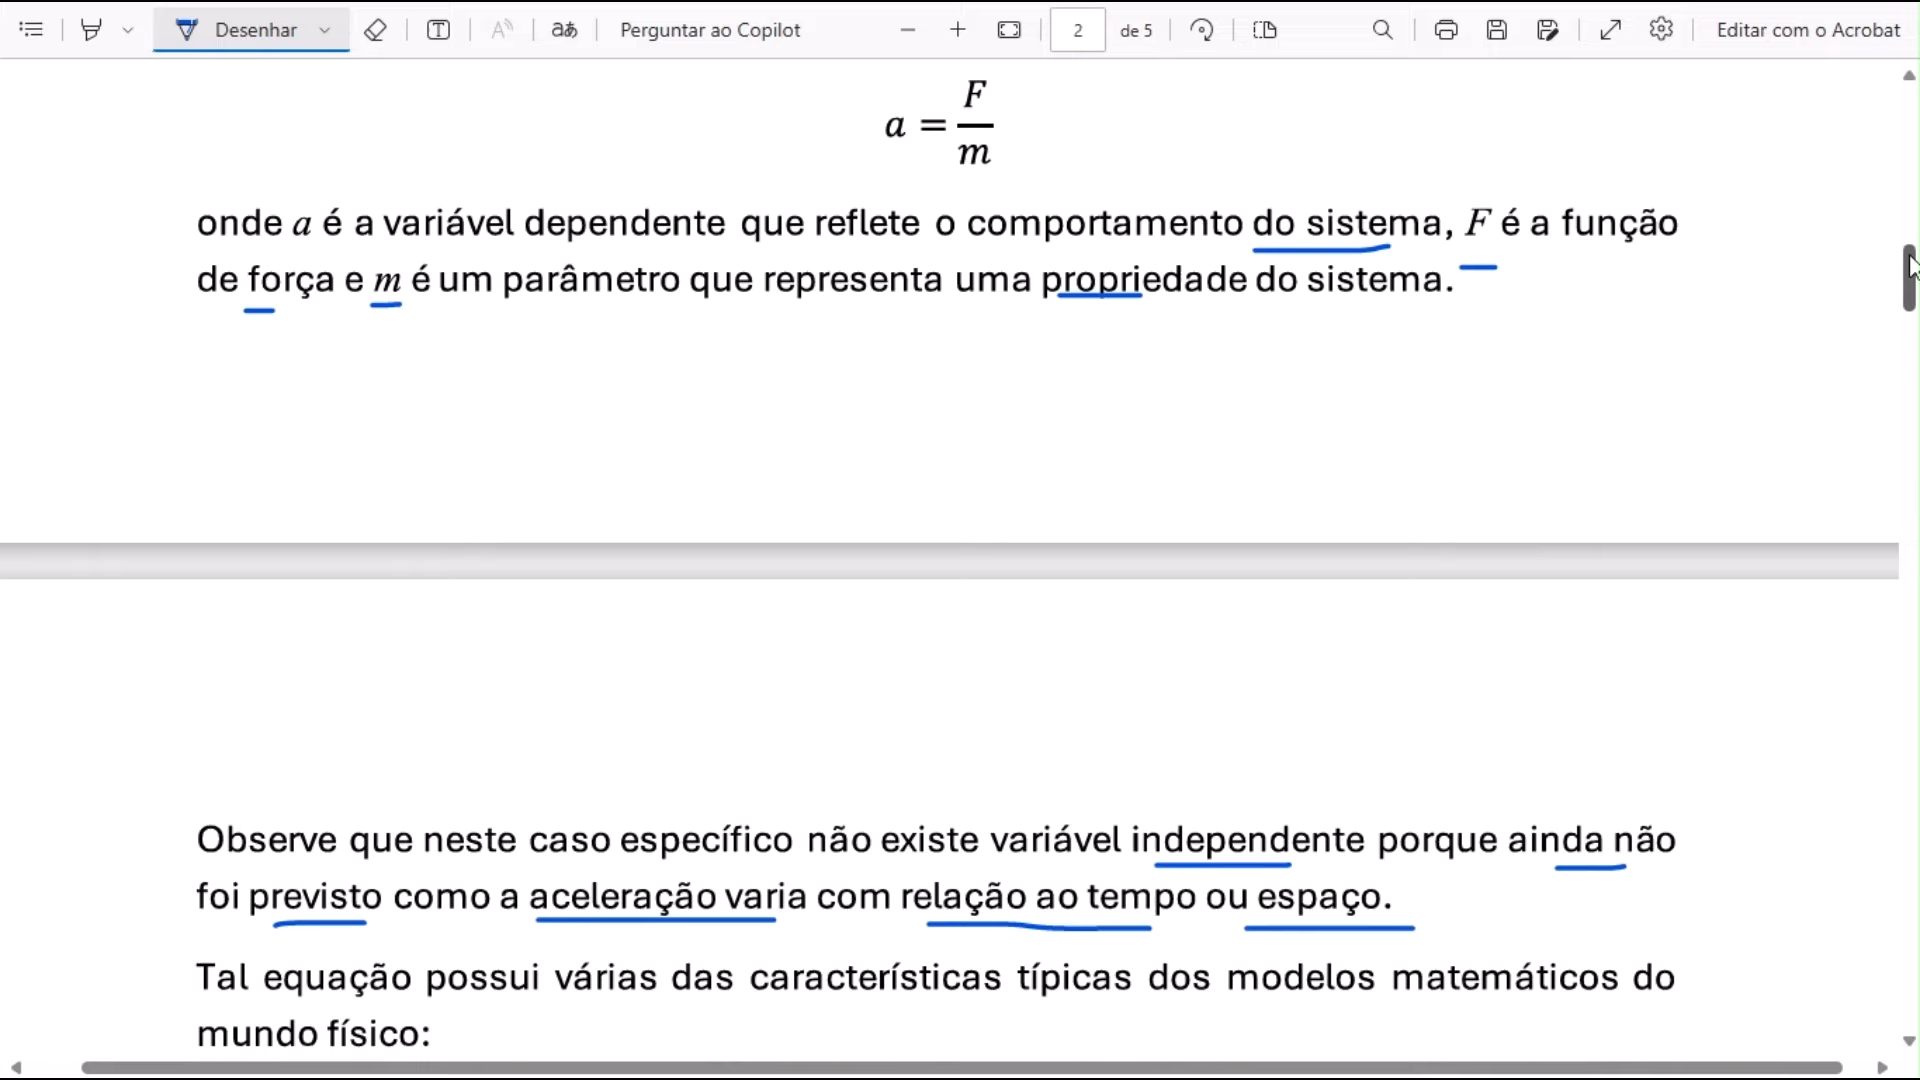 Desenhar
aあ
Perguntar ao Copilot
2 de 5
Editar com o Acrobat
a = F/m
onde a é a variável dependente que reflete o comportamento do sistema, F é a função
de força e m é um parâmetro que representa uma propriedade do sistema.
Observe que neste caso específico não existe variável independente porque ainda não
foi previsto como a aceleração varia com relação ao tempo ou espaço.
Tal equação possui várias das características típicas dos modelos matemáticos do
mundo físico: